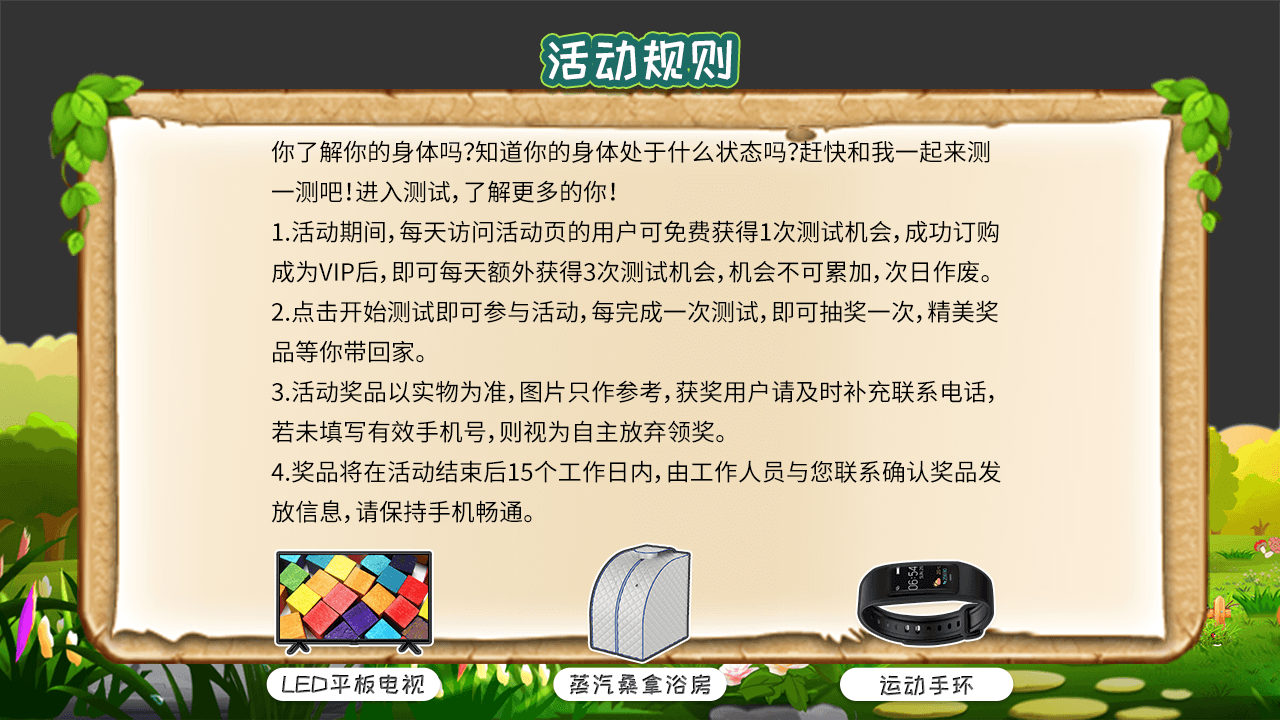 活动规则
你了解你的身体吗?知道你的身体处于什么状态吗?赶快和我一起来测
一测吧!进入测试,了解更多的你!
1.活动期间,每天访问活动页的用户可免费获得1次测试机会,成功订购
成为VIP后,即可每天额外获得3次测试机会,机会不可累加,次日作废。
2.点击开始测试即可参与活动,每完成一次测试,即可抽奖一次,精美奖
品等你带回家。
3.活动奖品以实物为准,图片只作参考,获奖用户请及时补充联系电话,
若未填写有效手机号,则视为自主放弃领奖。
4.奖品将在活动结束后15个工作日内,由工作人员与您联系确认奖品发
放信息,请保持手机畅通。
06:54
LED平板电视
蒸汽桑拿浴房
运动手环